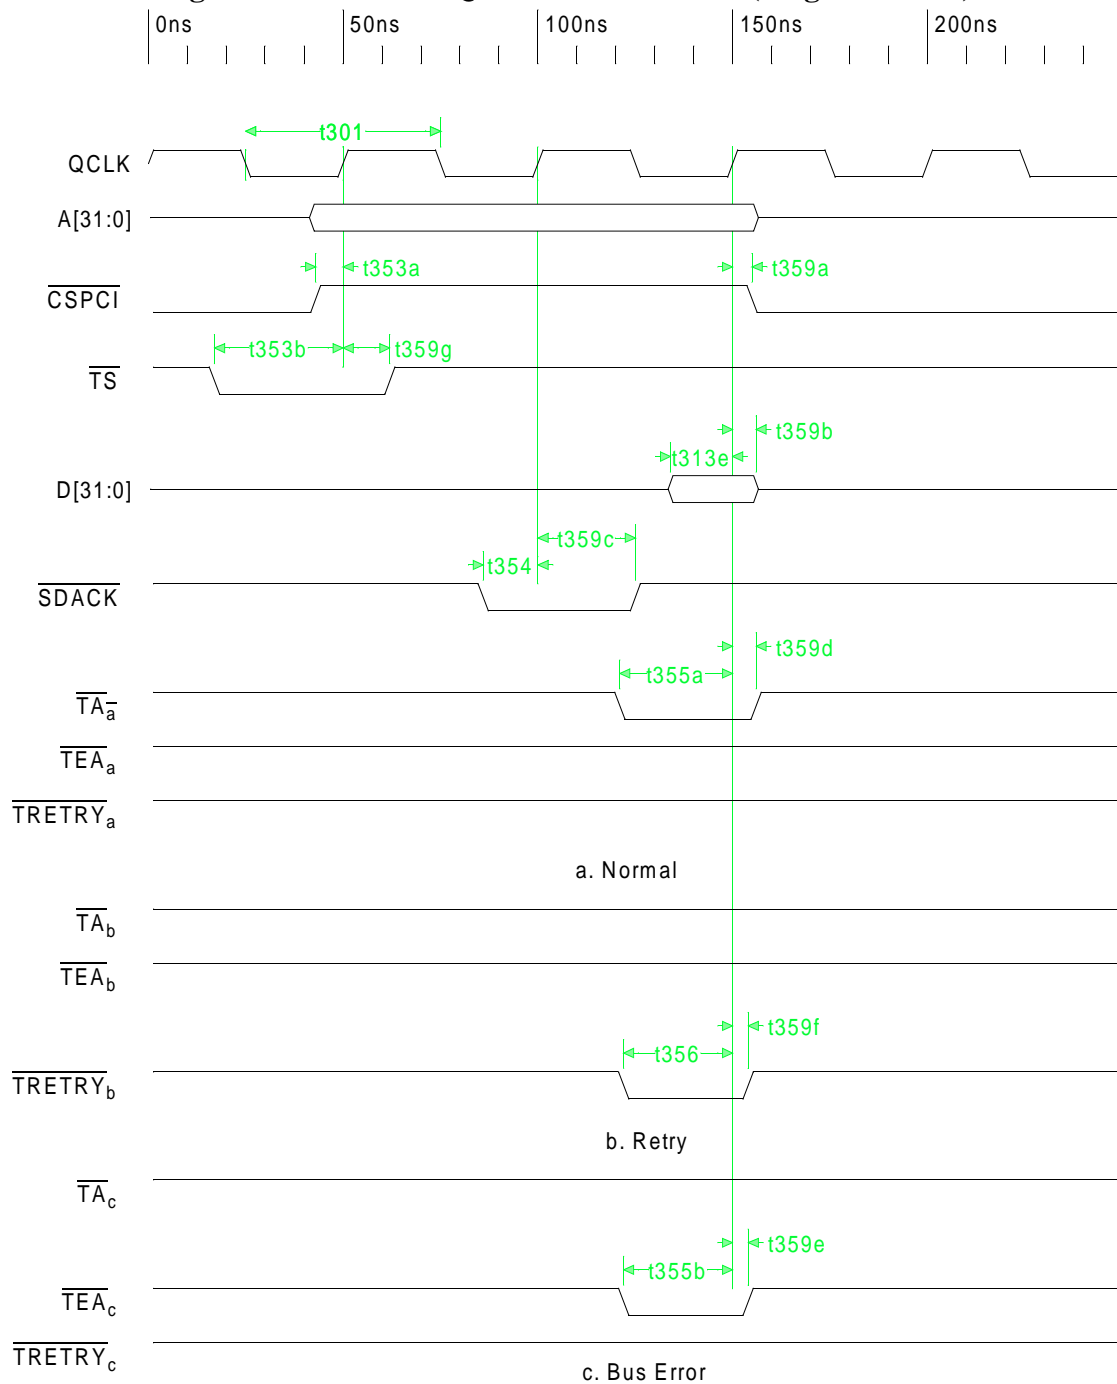 0ns 50ns 100ns 150ns 200ns
t301
QCLK
A[31:0]
t353a t359a
CSPCI
t353b t359g
TS
t359b
t313e
D[31:0]
t359c
t354
SDACK
t359d
t355a
TAa
TEAa
TRETRYa
a. Normal
TAb
TEAb
t359f
t356
TRETRYb
b. Retry
TAc
t359e
t355b
TEAc
TRETRYc
c. Bus Error